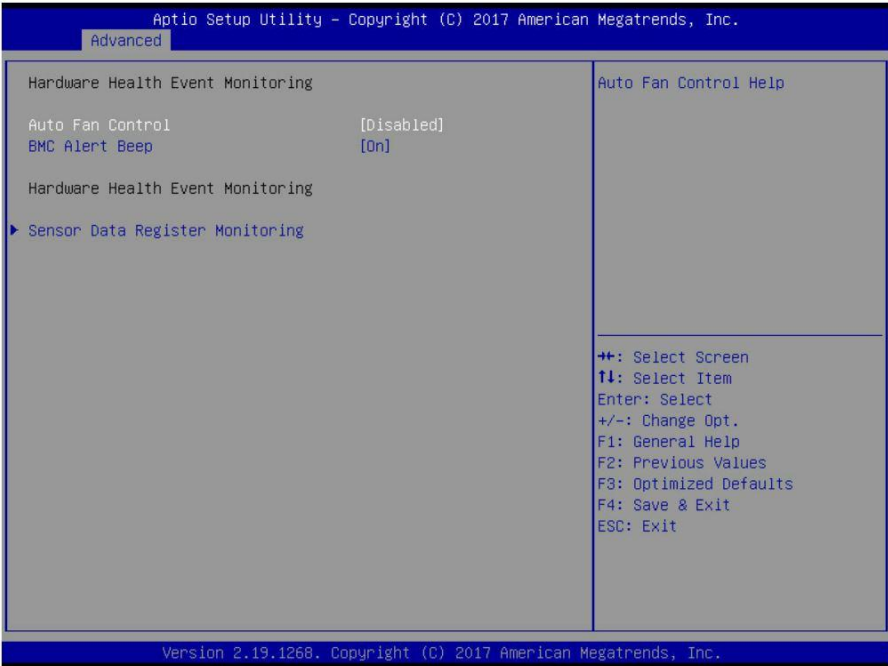 Aptio Setup Utility – Copyright (C) 2017 American Megatrends, Inc.
Advanced
Hardware Health Event Monitoring
Auto Fan Control [Disabled]
BMC Alert Beep [On]
Hardware Health Event Monitoring
Sensor Data Register Monitoring
Auto Fan Control Help
→←: Select Screen
↑↓: Select Item
Enter: Select
+/-: Change Opt.
F1: General Help
F2: Previous Values
F3: Optimized Defaults
F4: Save & Exit
ESC: Exit
Version 2.19.1268. Copyright (C) 2017 American Megatrends, Inc.